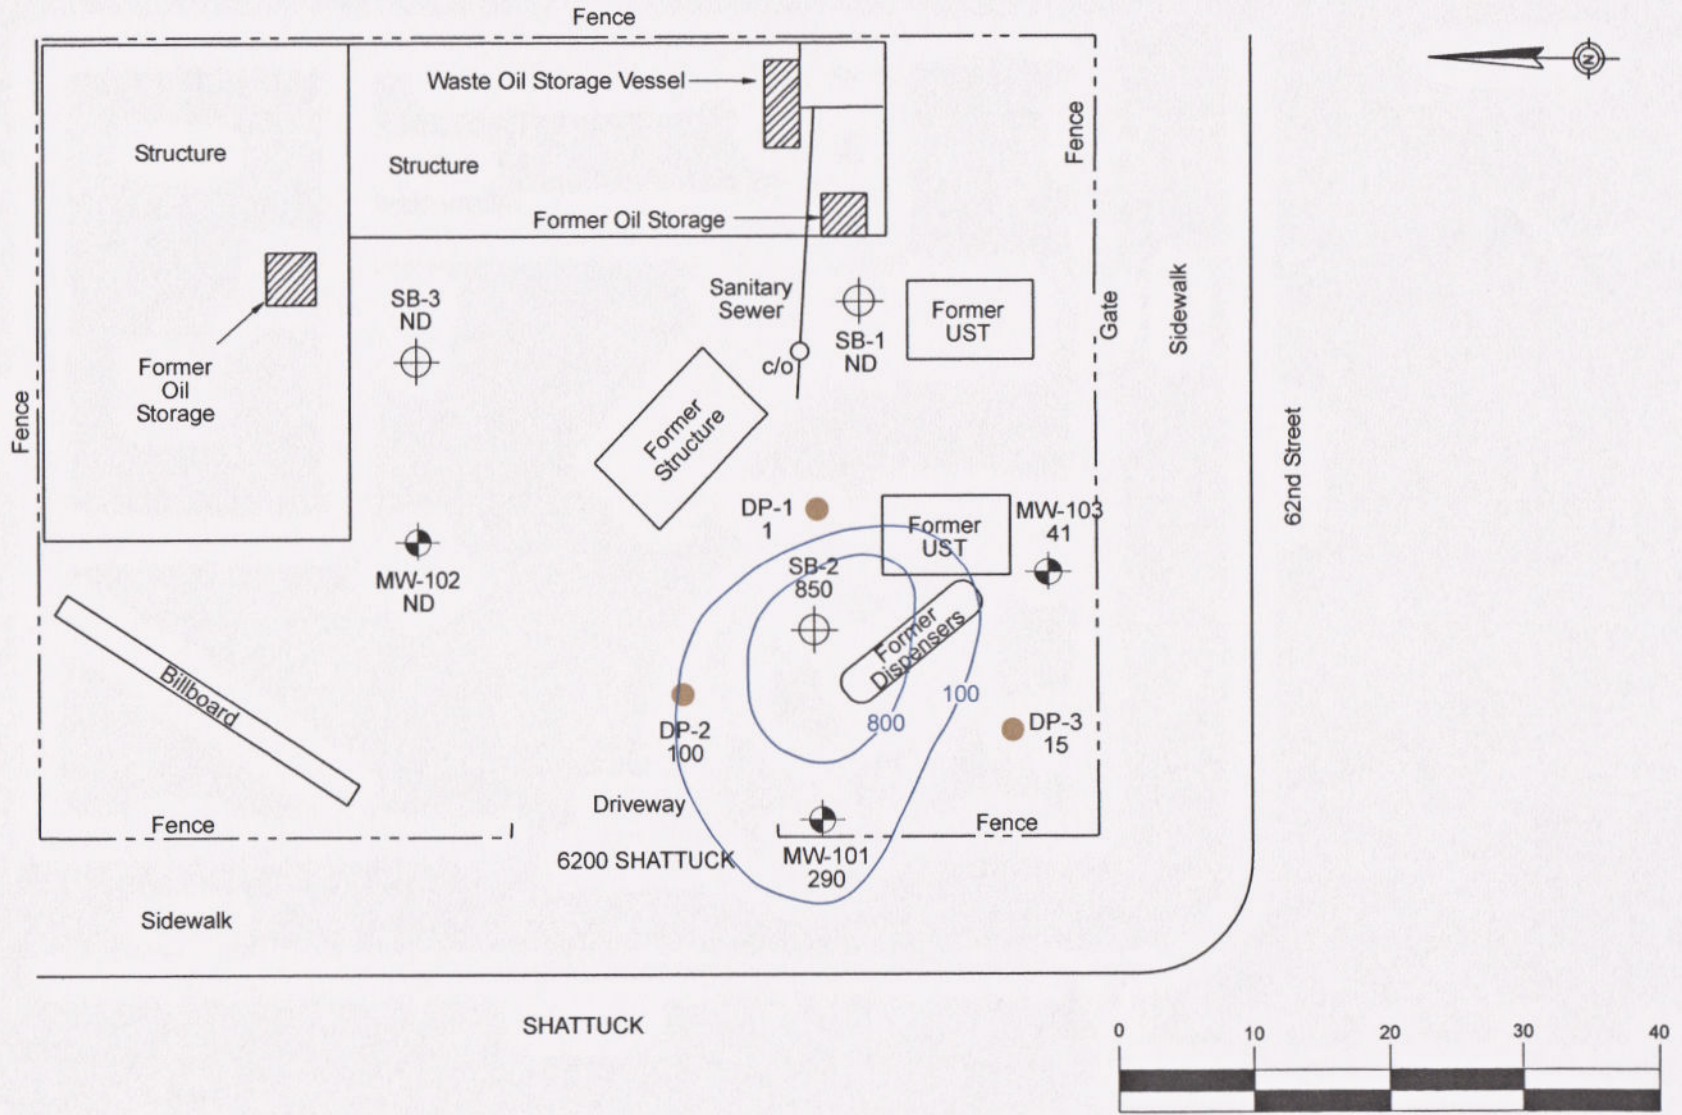 Fence
Waste Oil Storage Vessel
N
Fence
Structure
Structure
Former Oil Storage
Sanitary
Sewer
SB-3
ND
SB-1
ND
Former
UST
Gate
Sidewalk
c/o
Former
Oil
Storage
Former
Structure
Fence
62nd Street
DP-1
1
Former
UST
MW-103
41
MW-102
ND
SB-2
850
Former
Dispensers
Billboard
100
800
DP-2
100
DP-3
15
Driveway
Fence
Fence
6200 SHATTUCK
MW-101
290
Sidewalk
SHATTUCK
0 10 20 30 40